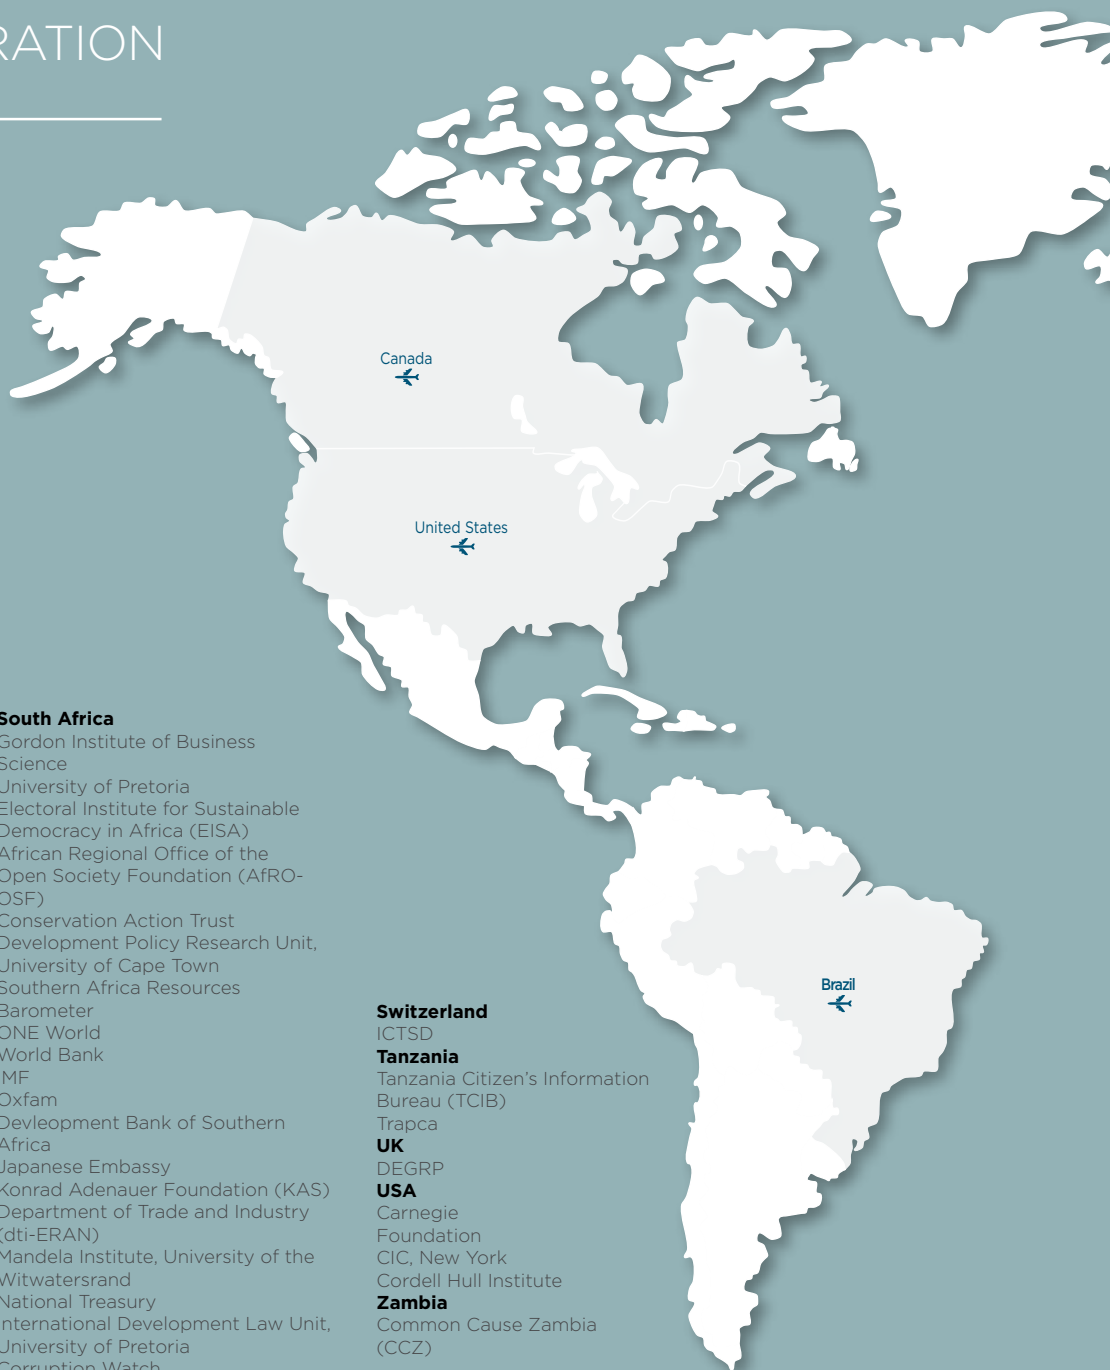 RATION
Canada
United States
Brazil
South Africa
Gordon Institute of Business
Science
University of Pretoria
Electoral Institute for Sustainable
Democracy in Africa (EISA)
African Regional Office of the
Open Society Foundation (AfRO-
OSF)
Conservation Action Trust
Development Policy Research Unit,
University of Cape Town
Southern Africa Resources
Barometer
ONE World
World Bank
IMF
Oxfam
Devleopment Bank of Southern
Africa
Japanese Embassy
Konrad Adenauer Foundation (KAS)
Department of Trade and Industry
(dti-ERAN)
Mandela Institute, University of the
Witwatersrand
National Treasury
International Development Law Unit,
University of Pretoria
Corruption Watch
Switzerland
ICTSD
Tanzania
Tanzania Citizen’s Information
Bureau (TCIB)
Trapca
UK
DEGRP
USA
Carnegie
Foundation
CIC, New York
Cordell Hull Institute
Zambia
Common Cause Zambia
(CCZ)